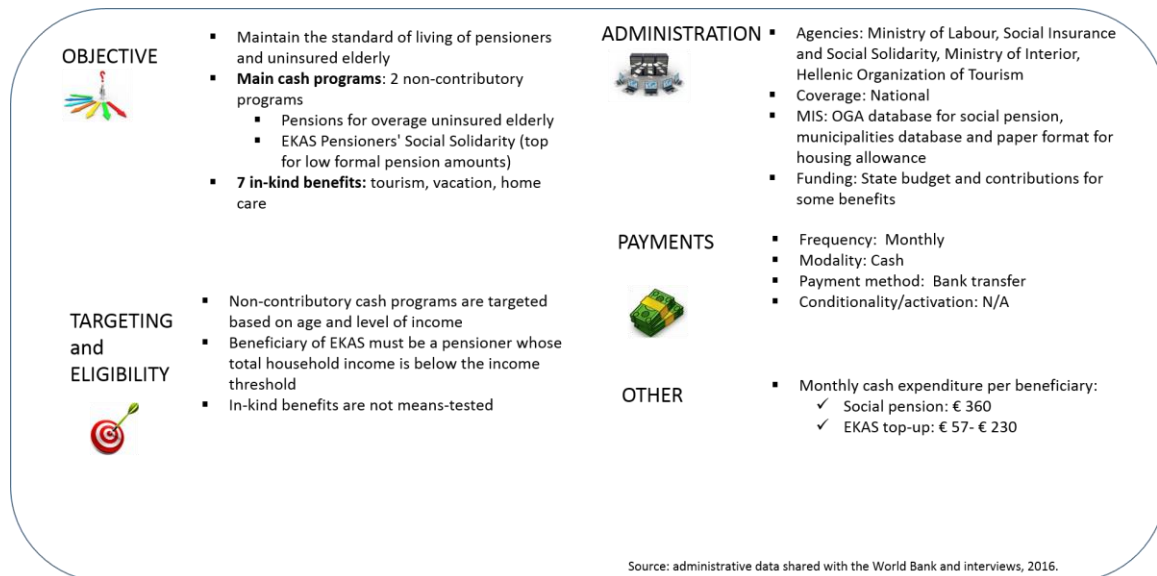 OBJECTIVE
▪ Maintain the standard of living of pensioners
and uninsured elderly
▪ Main cash programs: 2 non-contributory
programs
▪ Pensions for overage uninsured elderly
▪ EKAS Pensioners' Social Solidarity (top
for low formal pension amounts)
▪ 7 in-kind benefits: tourism, vacation, home
care
TARGETING
and
ELIGIBILITY
▪ Non-contributory cash programs are targeted
based on age and level of income
▪ Beneficiary of EKAS must be a pensioner whose
total household income is below the income
threshold
▪ In-kind benefits are not means-tested
ADMINISTRATION
▪ Agencies: Ministry of Labour, Social Insurance
and Social Solidarity, Ministry of Interior,
Hellenic Organization of Tourism
▪ Coverage: National
▪ MIS: OGA database for social pension,
municipalities database and paper format for
housing allowance
▪ Funding: State budget and contributions for
some benefits
PAYMENTS
▪ Frequency: Monthly
▪ Modality: Cash
▪ Payment method: Bank transfer
▪ Conditionality/activation: N/A
OTHER
▪ Monthly cash expenditure per beneficiary:
✓ Social pension: € 360
✓ EKAS top-up: € 57- € 230
Source: administrative data shared with the World Bank and interviews, 2016.